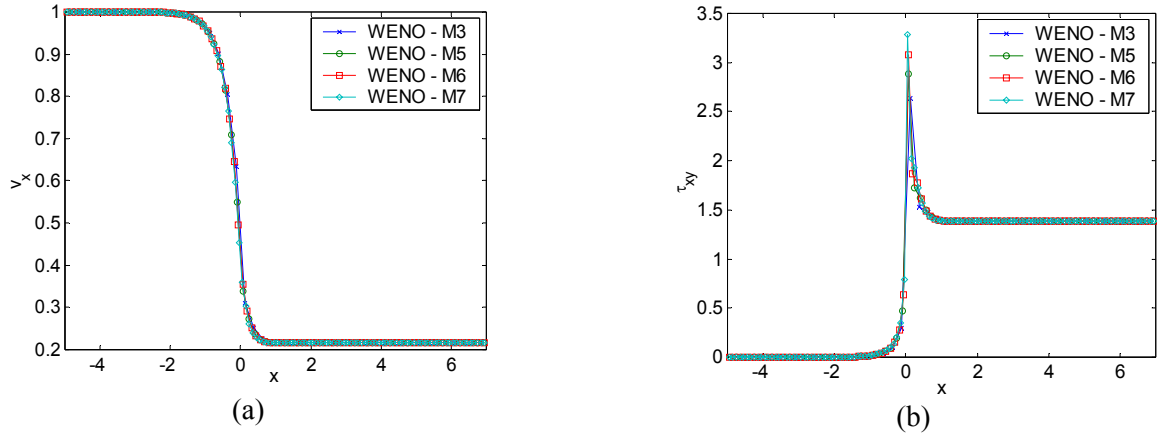 1
0.9
0.8
0.7
0.6
0.5
0.4
0.3
0.2
v_x
-4 -2 0 2 4 6
x
WENO - M3
WENO - M5
WENO - M6
WENO - M7
(a)
3.5
3
2.5
2
1.5
1
0.5
0
τ_xy
-4 -2 0 2 4 6
x
WENO - M3
WENO - M5
WENO - M6
WENO - M7
(b)